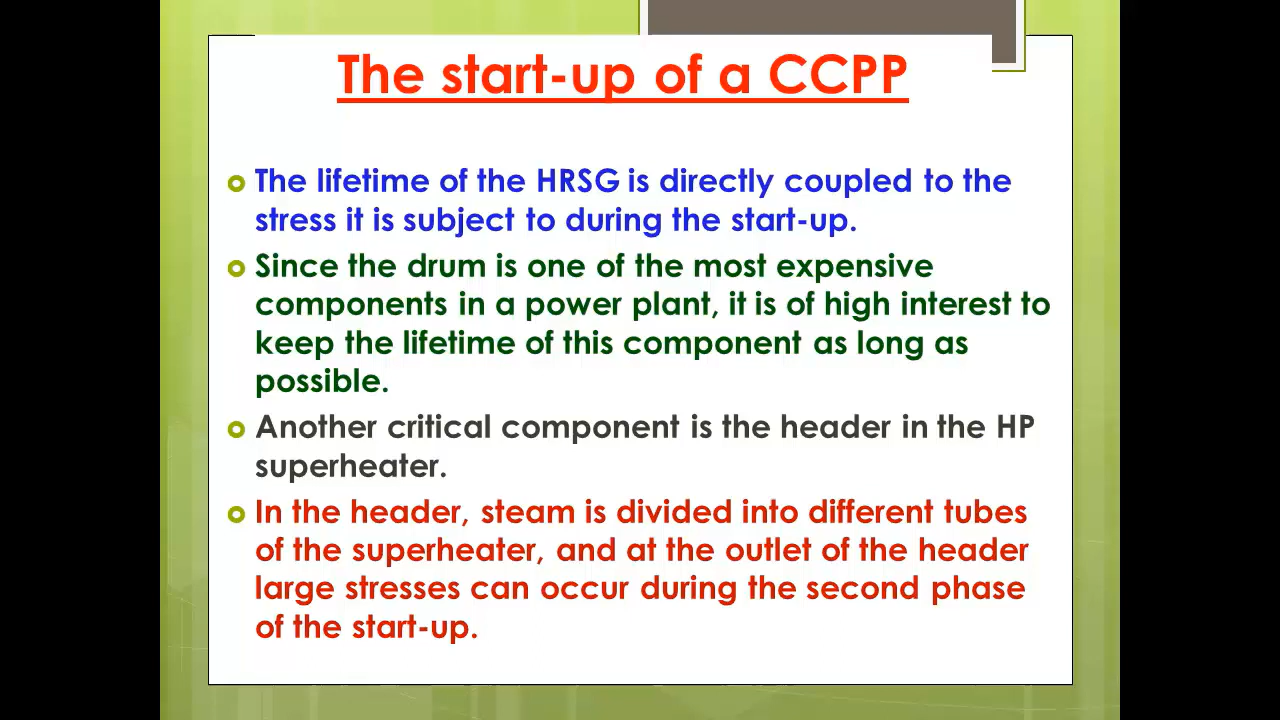 The start-up of a CCPP
The lifetime of the HRSG is directly coupled to the
stress it is subject to during the start-up.
Since the drum is one of the most expensive
components in a power plant, it is of high interest to
keep the lifetime of this component as long as
possible.
Another critical component is the header in the HP
superheater.
In the header, steam is divided into different tubes
of the superheater, and at the outlet of the header
large stresses can occur during the second phase
of the start-up.